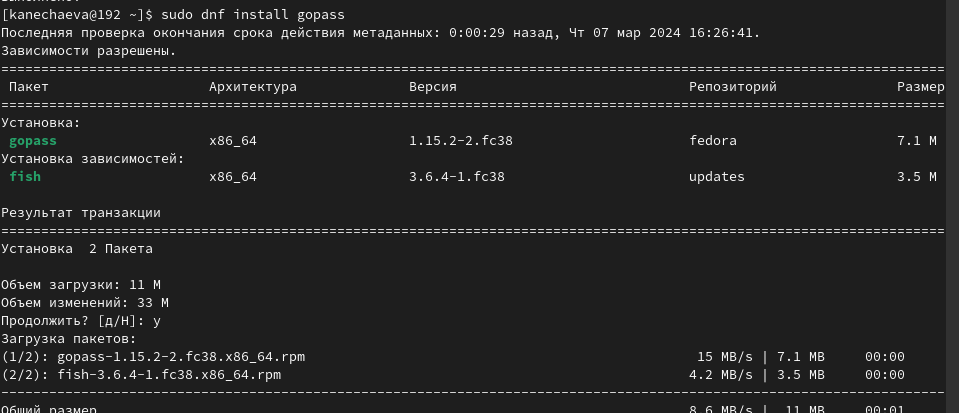 [kanechaeva@192 ~]$ sudo dnf install gopass
Последняя проверка окончания срока действия метаданных: 0:00:29 назад, Чт 07 мар 2024 16:26:41.
Зависимости разрешены.
================================================================================
Пакет Архитектура Версия Репозиторий Размер
================================================================================
Установка:
gopass x86_64 1.15.2-2.fc38 fedora 7.1 M
Установка зависимостей:
fish x86_64 3.6.4-1.fc38 updates 3.5 M
Результат транзакции
================================================================================
Установка  2 Пакета
Объем загрузки: 11 M
Объем изменений: 33 M
Продолжить? [д/Н]: y
Загрузка пакетов:
(1/2): gopass-1.15.2-2.fc38.x86_64.rpm 15 MB/s | 7.1 MB 00:00
(2/2): fish-3.6.4-1.fc38.x86_64.rpm 4.2 MB/s | 3.5 MB 00:00
--------------------------------------------------------------------------------
Общий размер 8.6 MB/s | 11 MB 00:01